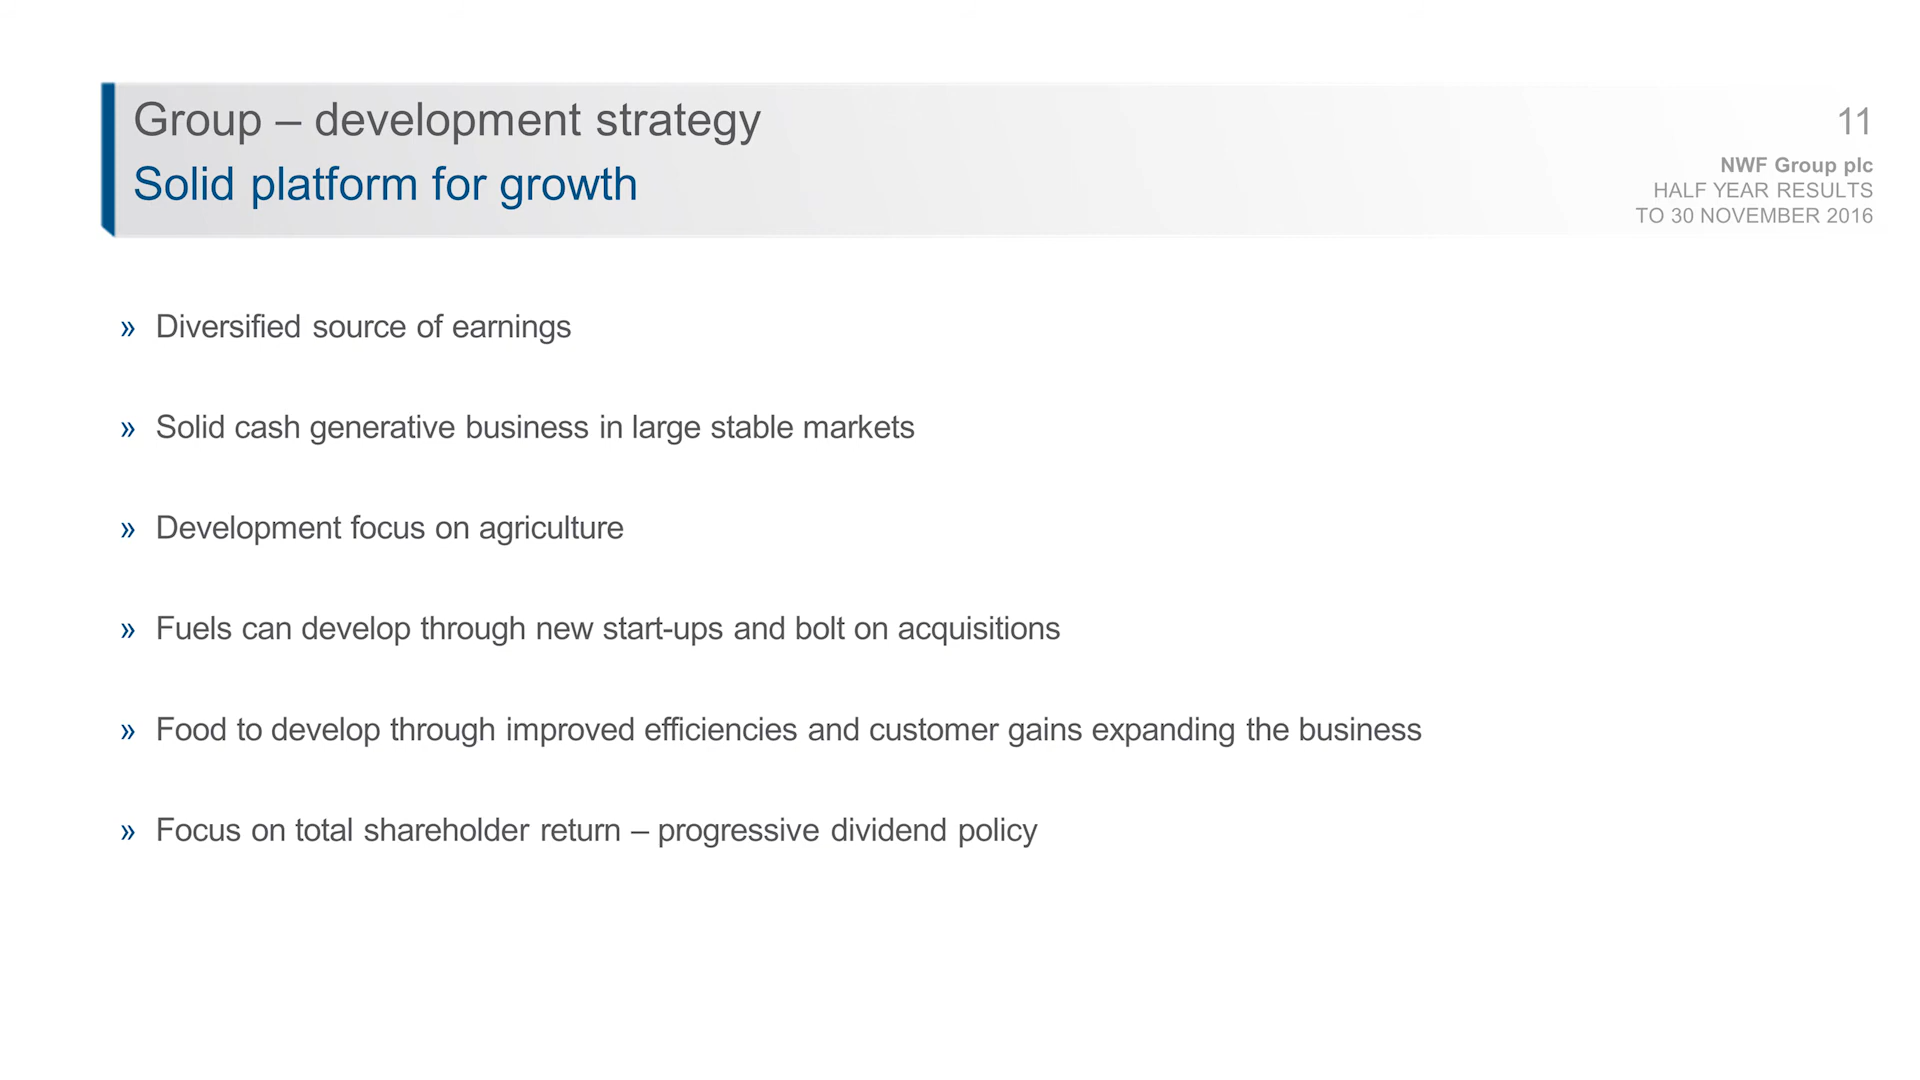 Group – development strategy
Solid platform for growth
11
NWF Group plc
HALF YEAR RESULTS
TO 30 NOVEMBER 2016
» Diversified source of earnings
» Solid cash generative business in large stable markets
» Development focus on agriculture
» Fuels can develop through new start-ups and bolt on acquisitions
» Food to develop through improved efficiencies and customer gains expanding the business
» Focus on total shareholder return – progressive dividend policy